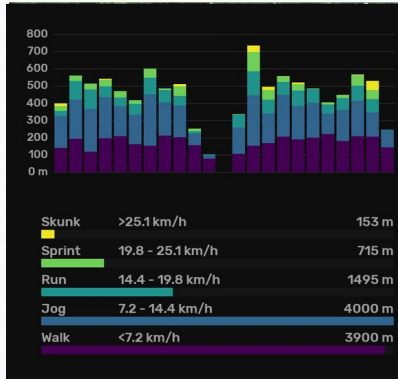 800
700
600
500
400
300
200
100
0 m
Skunk >25.1 km/h 153 m
Sprint 19.8 - 25.1 km/h 715 m
Run 14.4 - 19.8 km/h 1495 m
Jog 7.2 - 14.4 km/h 4000 m
Walk <7.2 km/h 3900 m